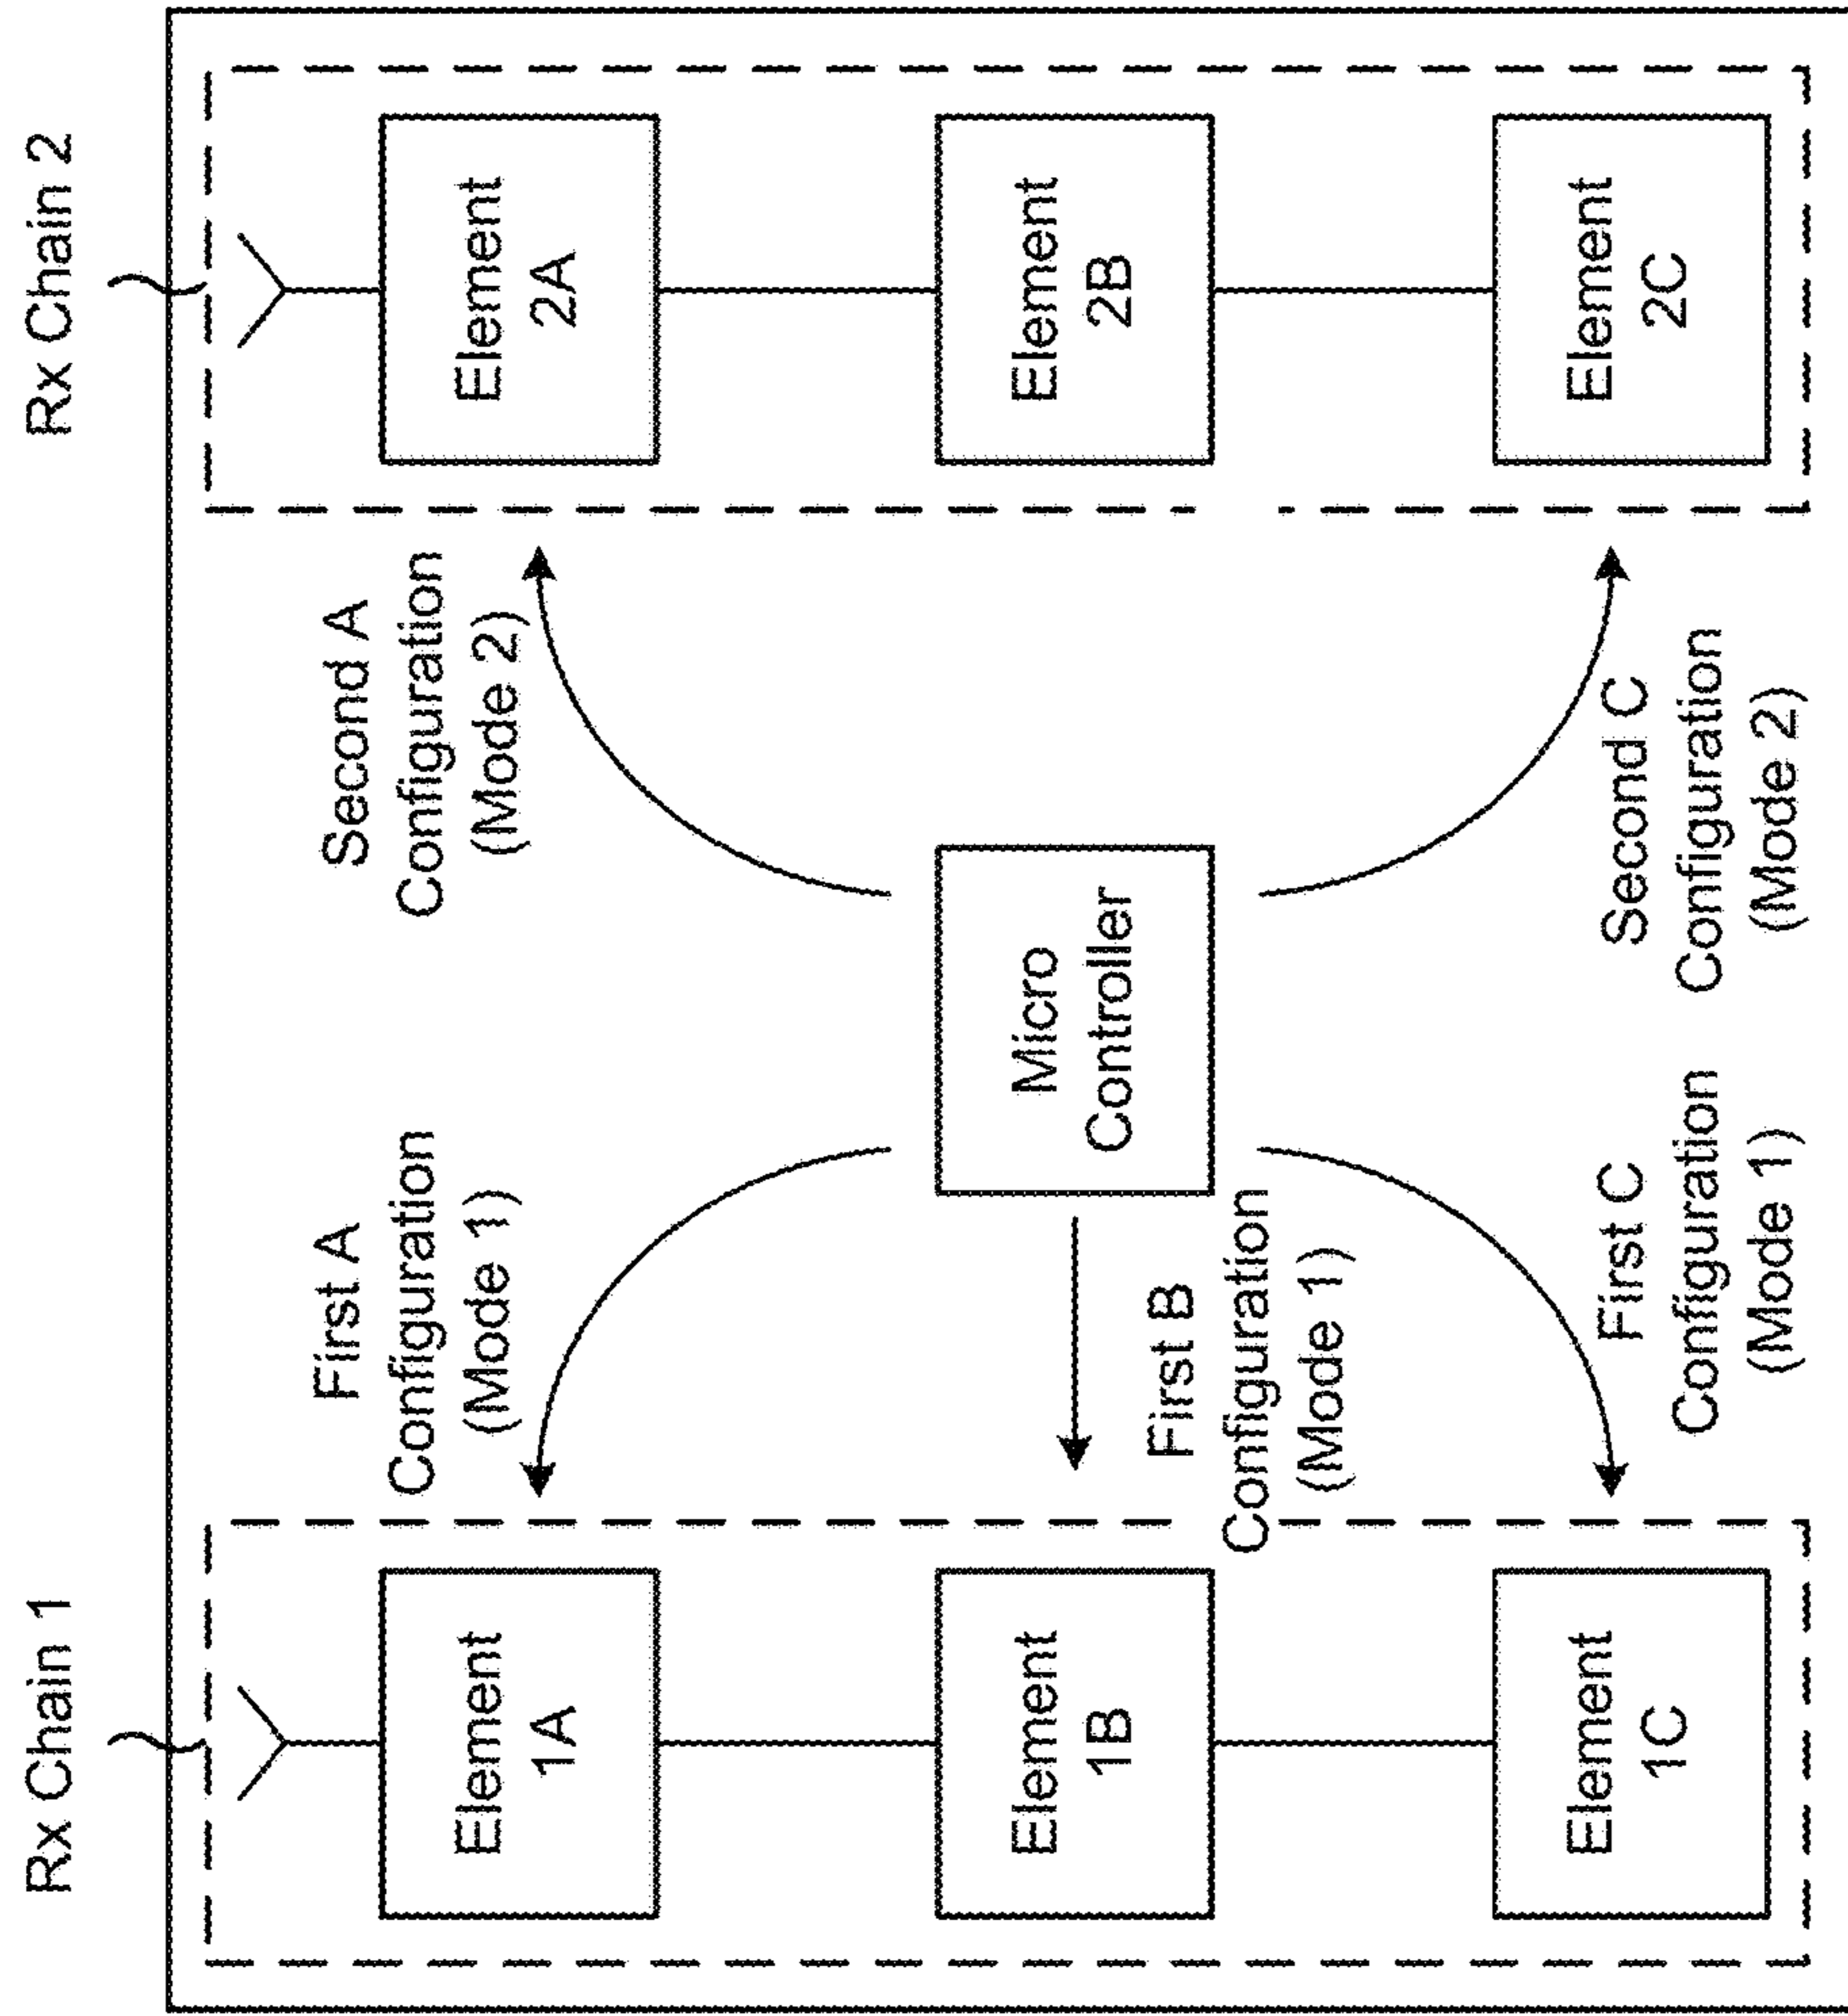 Rx Chain 1
Rx Chain 2
Element
1A
First A
Configuration
(Mode 1)
Second A
Configuration
(Mode 2)
Element
2A
Element
1B
First B
Configuration
(Mode 1)
Micro
Controller
Element
2B
Element
1C
First C
Configuration
(Mode 1)
Second C
Configuration
(Mode 2)
Element
2C